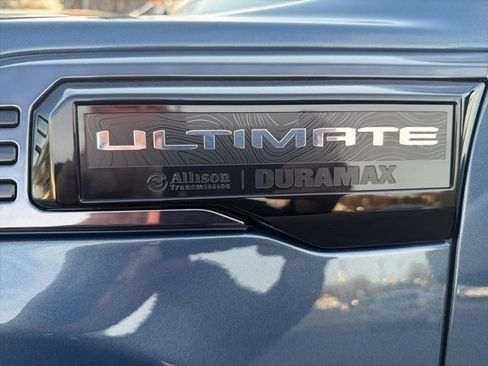 ULTIMATE
Allison Transmission | DURAMAX